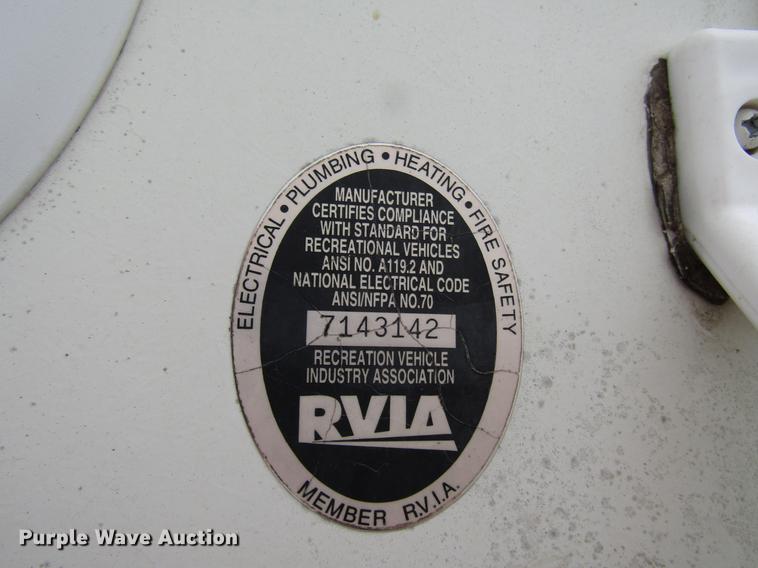 ELECTRICAL • PLUMBING • HEATING • FIRE SAFETY
MANUFACTURER
CERTIFIES COMPLIANCE
WITH STANDARD FOR
RECREATIONAL VEHICLES
ANSI NO. A119.2 AND
NATIONAL ELECTRICAL CODE
ANSI/NFPA NO.70
7143142
RECREATION VEHICLE
INDUSTRY ASSOCIATION
RVIA
MEMBER R.V.I.A.
Purple Wave Auction